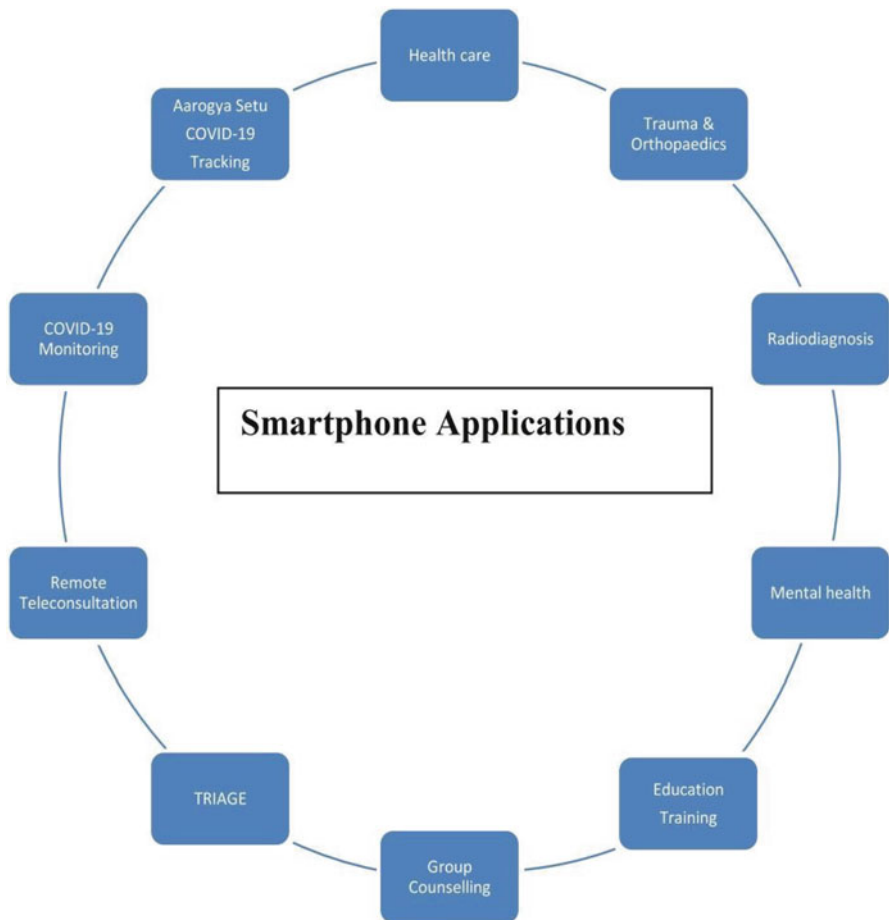 Health care
Trauma &
Orthopaedics
Radiodiagnosis
Mental health
Education
Training
Group
Counselling
TRIAGE
Remote
Teleconsultation
COVID-19
Monitoring
Aarogya Setu
COVID-19
Tracking
Smartphone Applications